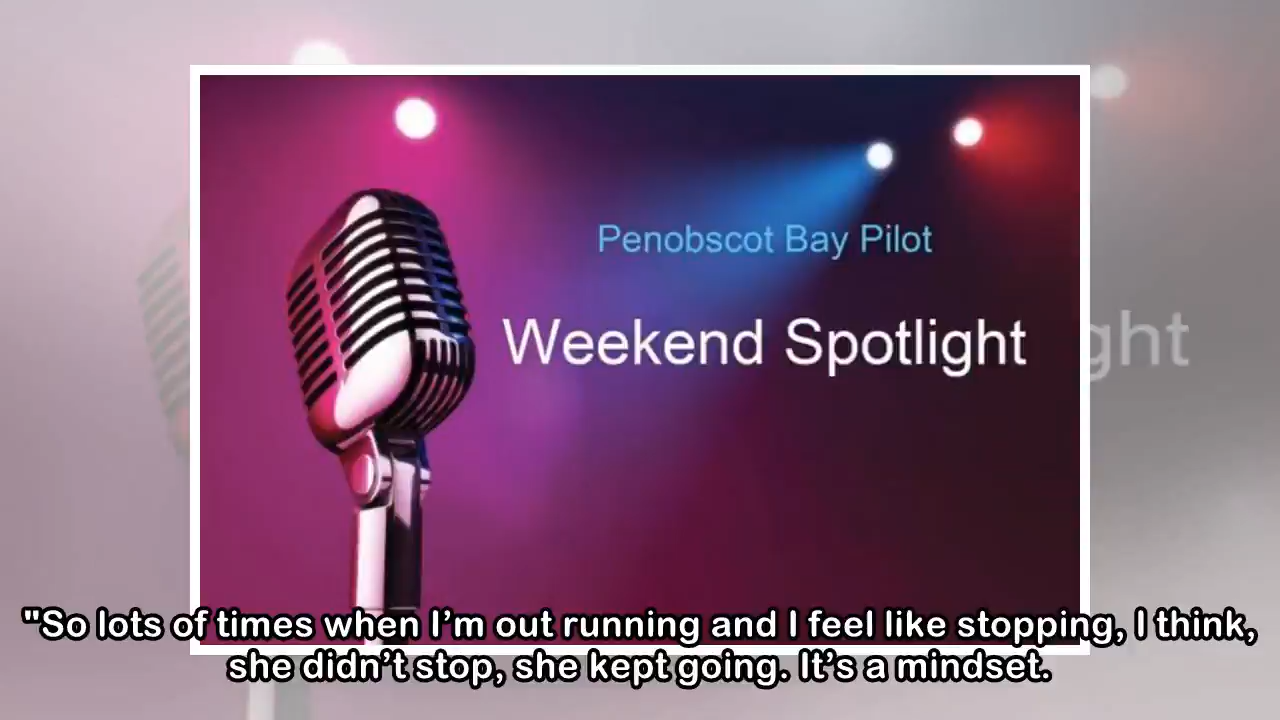 Penobscot Bay Pilot
Weekend Spotlight
ght
"So lots of times when I’m out running and I feel like stopping, I think,
she didn’t stop, she kept going. It’s a mindset.